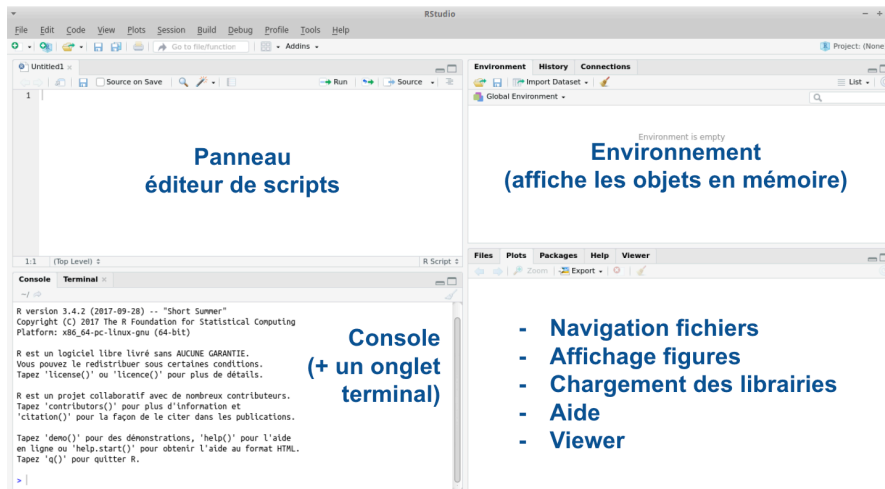 RStudio
File Edit Code View Plots Session Build Debug Profile Tools Help
Go to file/function Addins Project: (None
Untitled1
Source on Save Run Source
1
Panneau
éditeur de scripts
1:1 (Top Level) R Script
Console Terminal
~/
R version 3.4.2 (2017-09-28) -- "Short Summer"
Copyright (C) 2017 The R Foundation for Statistical Computing
Platform: x86_64-pc-linux-gnu (64-bit)
R est un logiciel libre livré sans AUCUNE GARANTIE.
Vous pouvez le redistribuer sous certaines conditions.
Tapez 'license()' ou 'licence()' pour plus de détails.
R est un projet collaboratif avec de nombreux contributeurs.
Tapez 'contributors()' pour plus d'information et
'citation()' pour la façon de le citer dans les publications.
Tapez 'demo()' pour des démonstrations, 'help()' pour l'aide
en ligne ou 'help.start()' pour obtenir l'aide au format HTML.
Tapez 'q()' pour quitter R.
>
Console
(+ un onglet
terminal)
Environment History Connections
Import Dataset List
Global Environment
Environment is empty
Environnement
(affiche les objets en mémoire)
Files Plots Packages Help Viewer
Zoom Export
- Navigation fichiers
- Affichage figures
- Chargement des librairies
- Aide
- Viewer